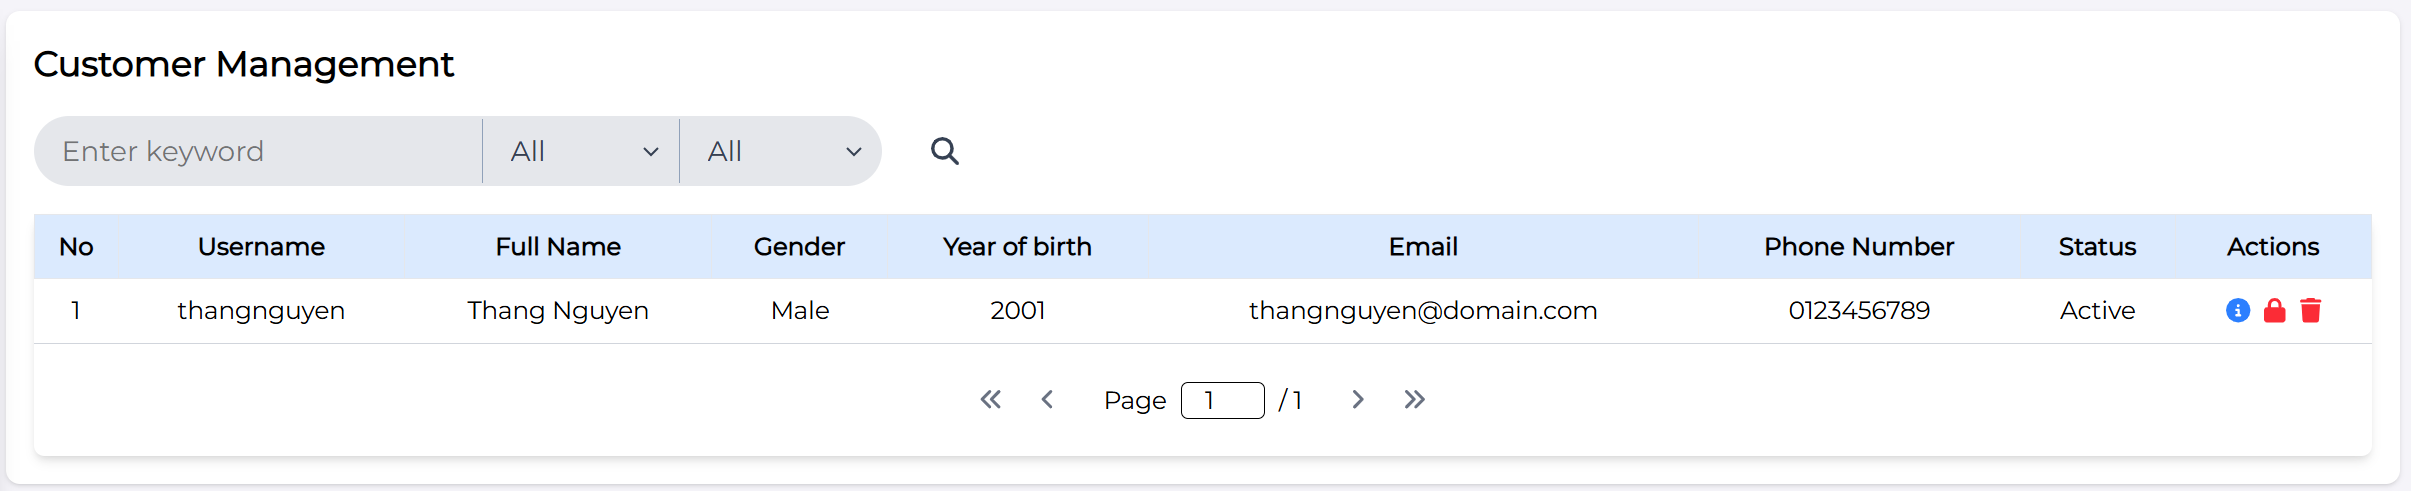 Customer Management
Enter keyword All All
No Username Full Name Gender Year of birth Email Phone Number Status Actions
1 thangnguyen Thang Nguyen Male 2001 thangnguyen@domain.com 0123456789 Active
Page 1 / 1